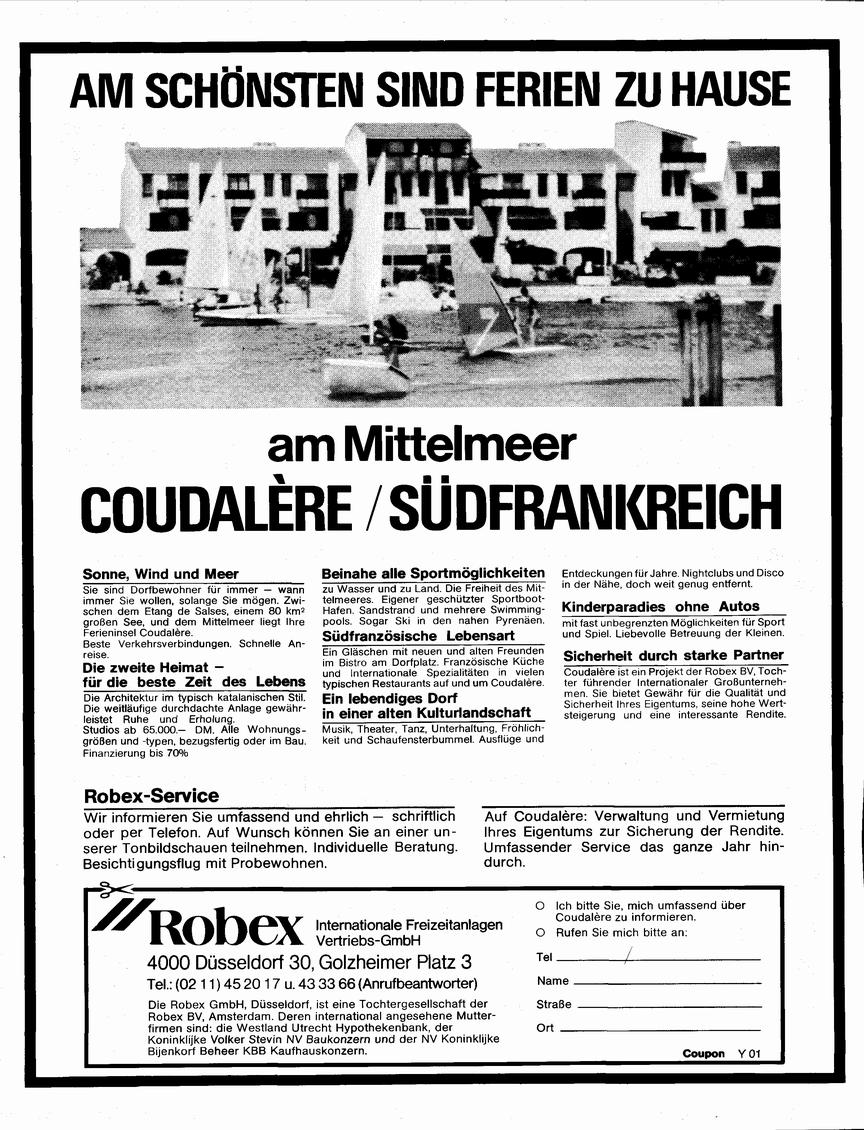 AM SCHÖNSTEN SIND FERIEN ZU HAUSE
7
am Mittelmeer
COUDALÈRE / SÜDFRANKREICH
Sonne, Wind und Meer
Sie sind Dorfbewohner für immer – wann
immer Sie wollen, solange Sie mögen. Zwi-
schen dem Etang de Salses, einem 80 km²
großen See, und dem Mittelmeer liegt Ihre
Ferieninsel Coudalère.
Beste Verkehrsverbindungen. Schnelle An-
reise.
Die zweite Heimat –
für die beste Zeit des Lebens
Die Architektur im typisch katalanischen Stil.
Die weitläufige durchdachte Anlage gewähr-
leistet Ruhe und Erholung.
Studios ab 65.000.– DM. Alle Wohnungs-
größen und -typen, bezugsfertig oder im Bau.
Finanzierung bis 70%
Beinahe alle Sportmöglichkeiten
zu Wasser und zu Land. Die Freiheit des Mit-
telmeeres. Eigener geschützter Sportboot-
Hafen. Sandstrand und mehrere Swimming-
pools. Sogar Ski in den nahen Pyrenäen.
Südfranzösische Lebensart
Ein Gläschen mit neuen und alten Freunden
im Bistro am Dorfplatz. Französische Küche
und Internationale Spezialitäten in vielen
typischen Restaurants auf und um Coudalère.
Ein lebendiges Dorf
in einer alten Kulturlandschaft
Musik, Theater, Tanz, Unterhaltung, Fröhlich-
keit und Schaufensterbummel. Ausflüge und
Entdeckungen für Jahre. Nightclubs und Disco
in der Nähe, doch weit genug entfernt.
Kinderparadies ohne Autos
mit fast unbegrenzten Möglichkeiten für Sport
und Spiel. Liebevolle Betreuung der Kleinen.
Sicherheit durch starke Partner
Coudalère ist ein Projekt der Robex BV, Toch-
ter führender Internationaler Großunterneh-
men. Sie bietet Gewähr für die Qualität und
Sicherheit Ihres Eigentums, seine hohe Wert-
steigerung und eine interessante Rendite.
Robex-Service
Wir informieren Sie umfassend und ehrlich – schriftlich
oder per Telefon. Auf Wunsch können Sie an einer un-
serer Tonbildschauen teilnehmen. Individuelle Beratung.
Besichtigungsflug mit Probewohnen.
Auf Coudalère: Verwaltung und Vermietung
Ihres Eigentums zur Sicherung der Rendite.
Umfassender Service das ganze Jahr hin-
durch.
Robex Internationale Freizeitanlagen
Vertriebs-GmbH
4000 Düsseldorf 30, Golzheimer Platz 3
Tel.: (02 11) 45 20 17 u. 43 33 66 (Anrufbeantworter)
Die Robex GmbH, Düsseldorf, ist eine Tochtergesellschaft der
Robex BV, Amsterdam. Deren international angesehene Mutter-
firmen sind: die Westland Utrecht Hypothekenbank, der
Koninklijke Volker Stevin NV Baukonzern und der NV Koninklijke
Bijenkorf Beheer KBB Kaufhauskonzern.
O Ich bitte Sie, mich umfassend über
Coudalère zu informieren.
O Rufen Sie mich bitte an:
Tel /
Name
Straße
Ort
Coupon Y 01